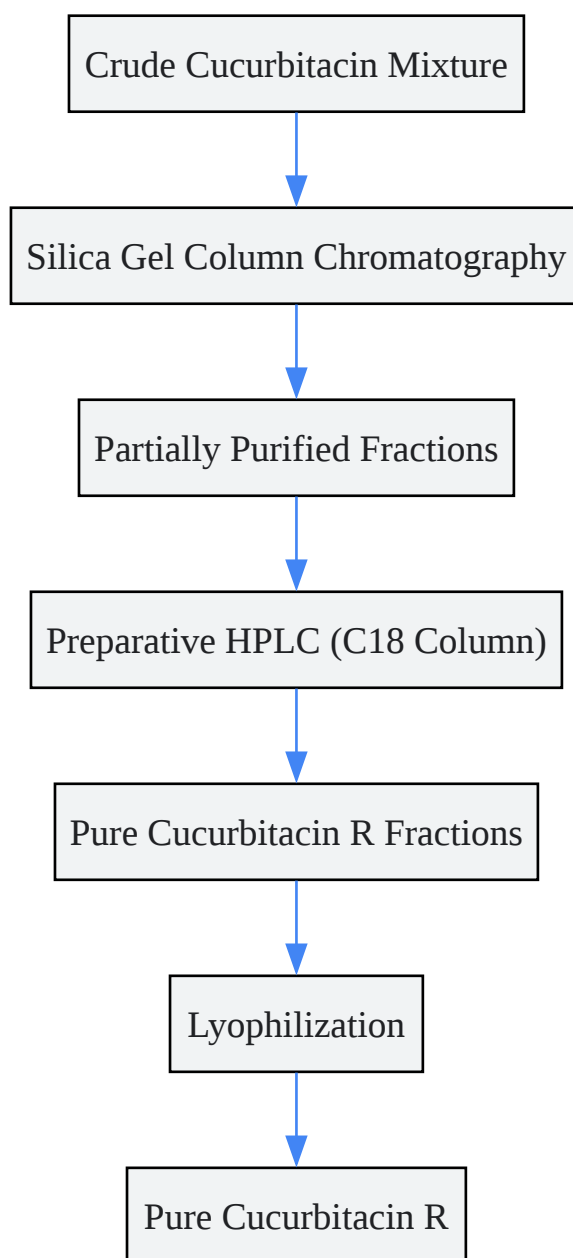 Crude Cucurbitacin Mixture
Silica Gel Column Chromatography
Partially Purified Fractions
Preparative HPLC (C18 Column)
Pure Cucurbitacin R Fractions
Lyophilization
Pure Cucurbitacin R